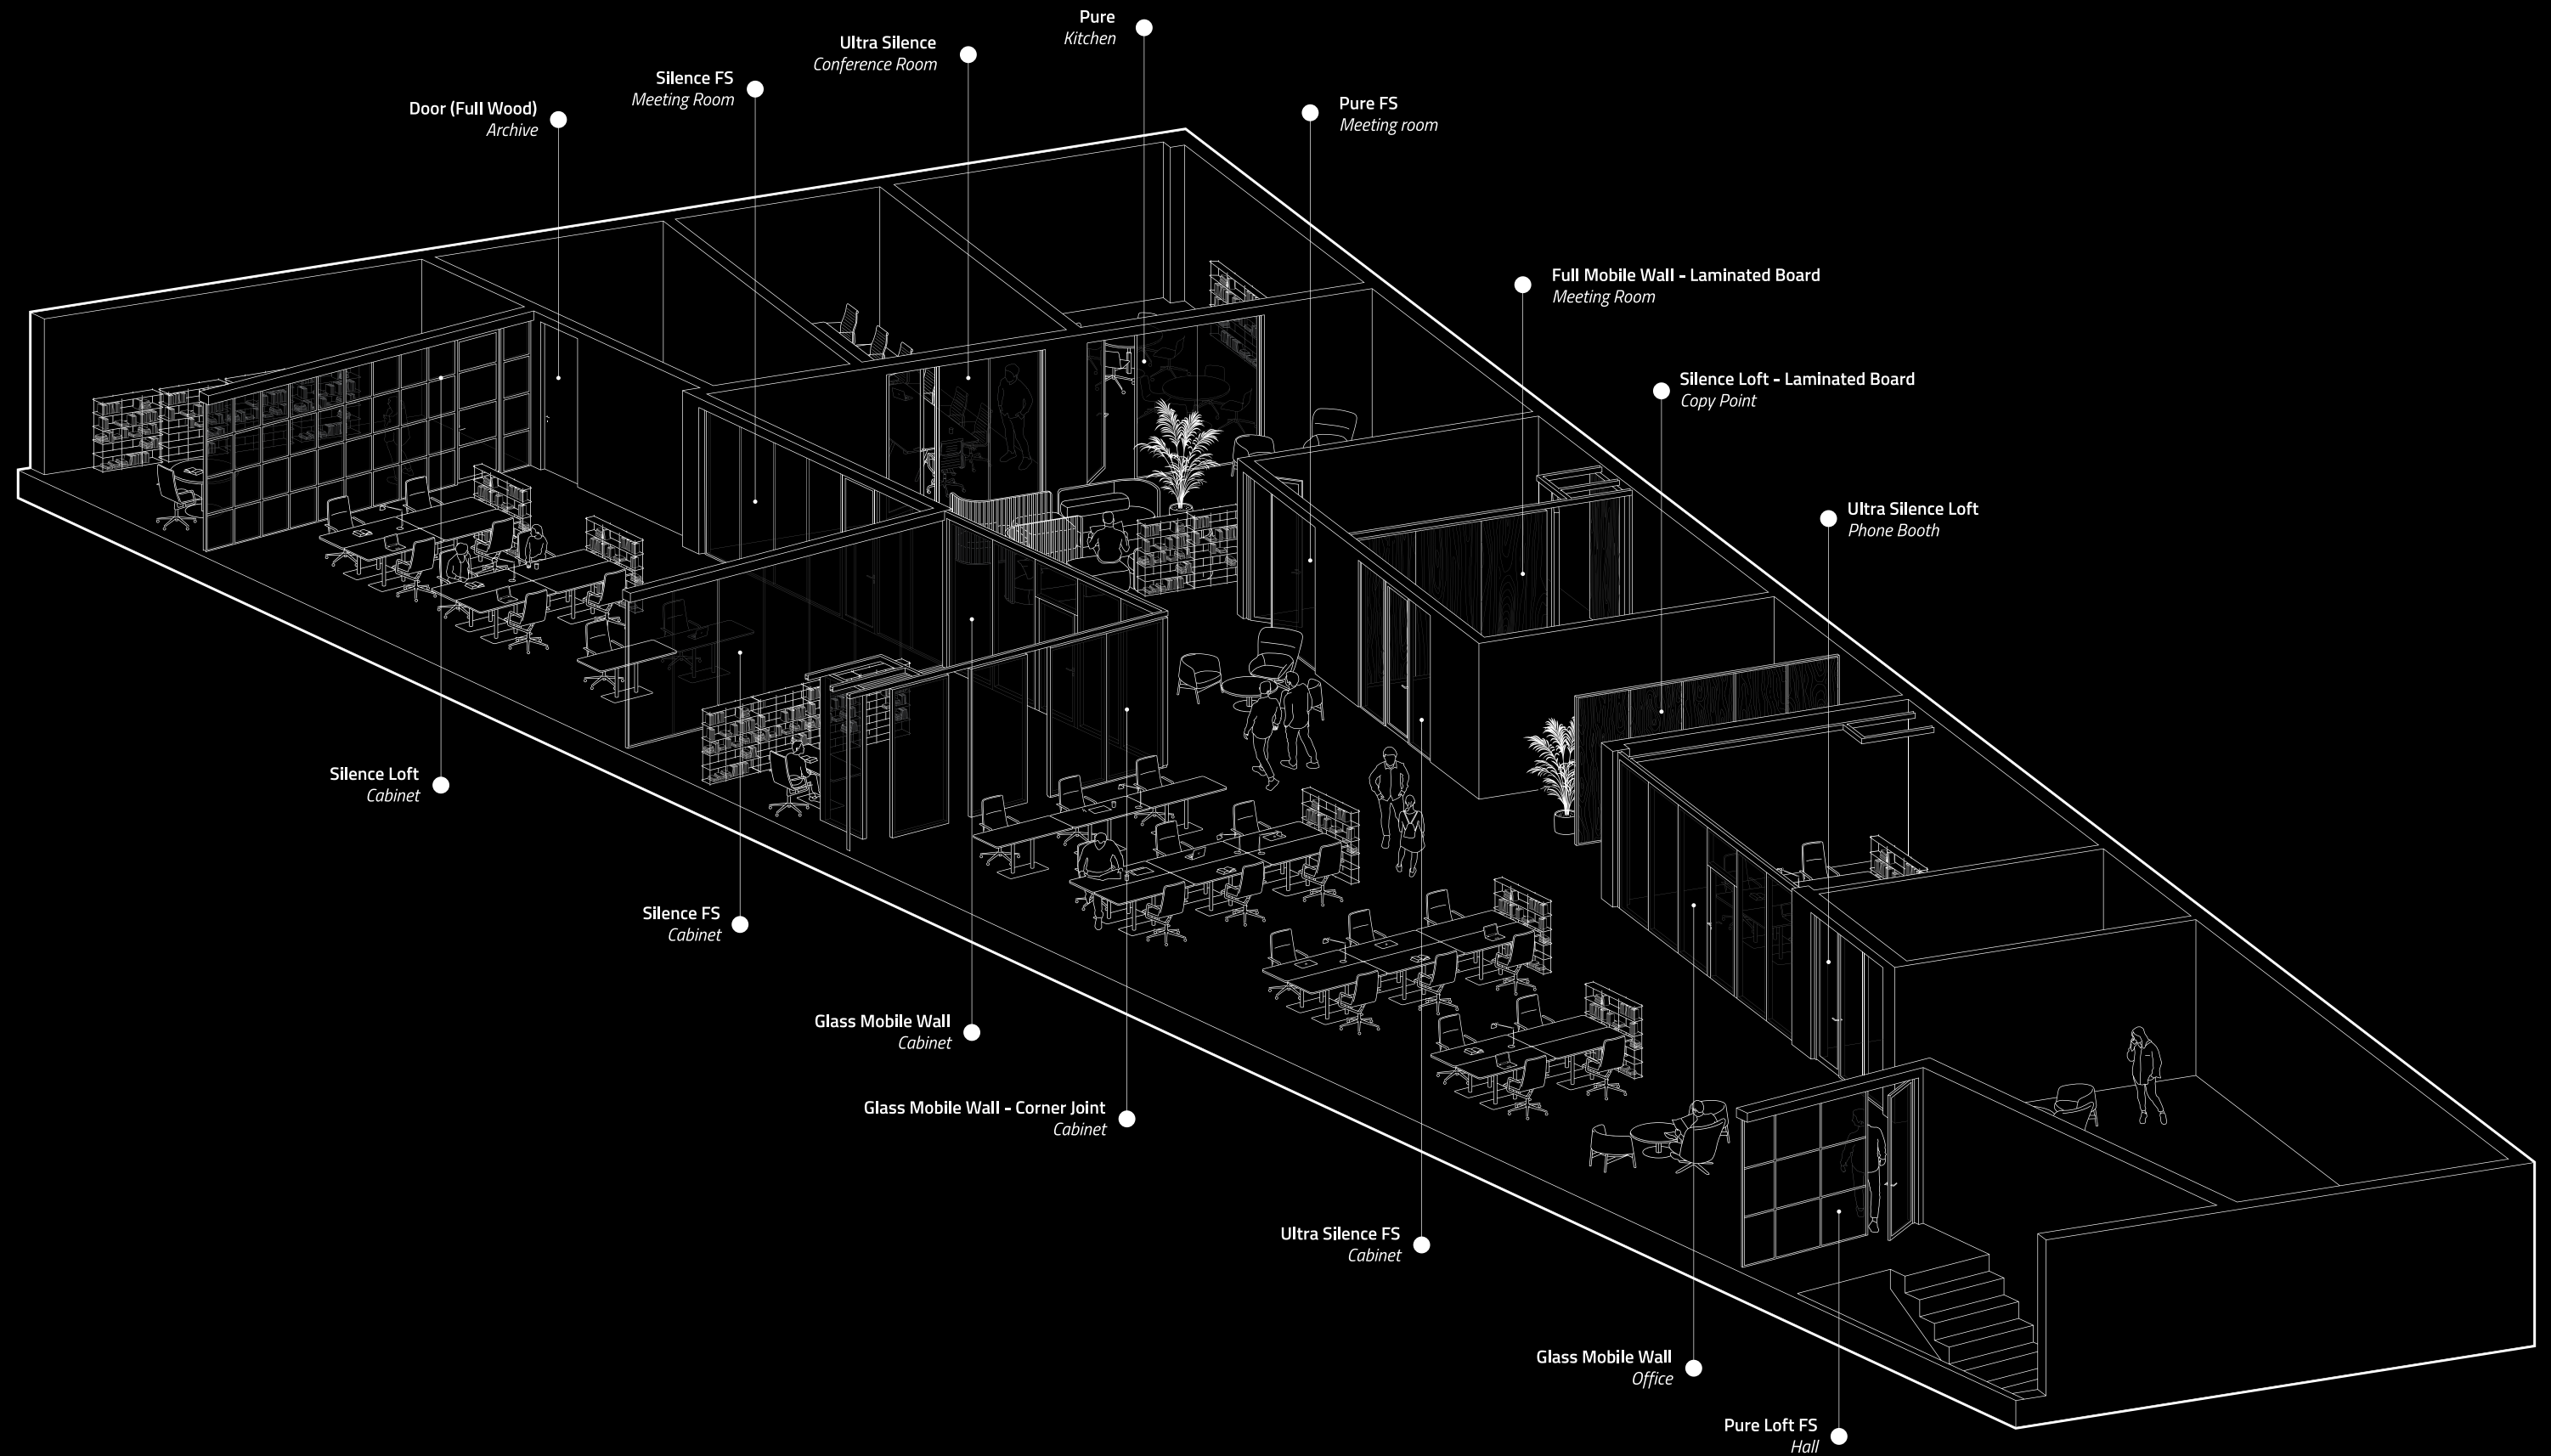 Pure
Kitchen
Ultra Silence
Conference Room
Silence FS
Meeting Room
Door (Full Wood)
Archive
Pure FS
Meeting room
Full Mobile Wall - Laminated Board
Meeting Room
Silence Loft - Laminated Board
Copy Point
Ultra Silence Loft
Phone Booth
Silence Loft
Cabinet
Silence FS
Cabinet
Glass Mobile Wall
Cabinet
Glass Mobile Wall - Corner Joint
Cabinet
Ultra Silence FS
Cabinet
Glass Mobile Wall
Office
Pure Loft FS
Hall